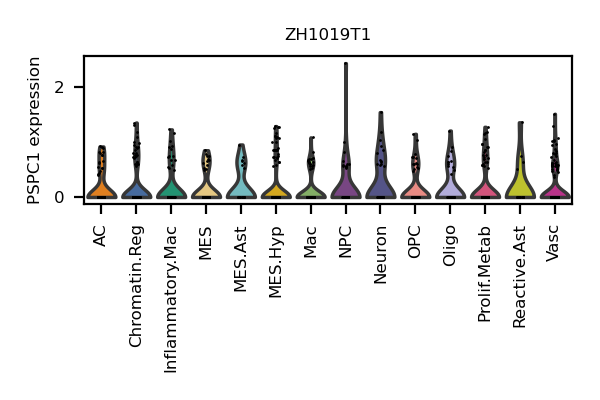 ZH1019T1
PSPC1 expression
2
0
AC
Chromatin.Reg
Inflammatory.Mac
MES
MES.Ast
MES.Hyp
Mac
NPC
Neuron
OPC
Oligo
Prolif.Metab
Reactive.Ast
Vasc